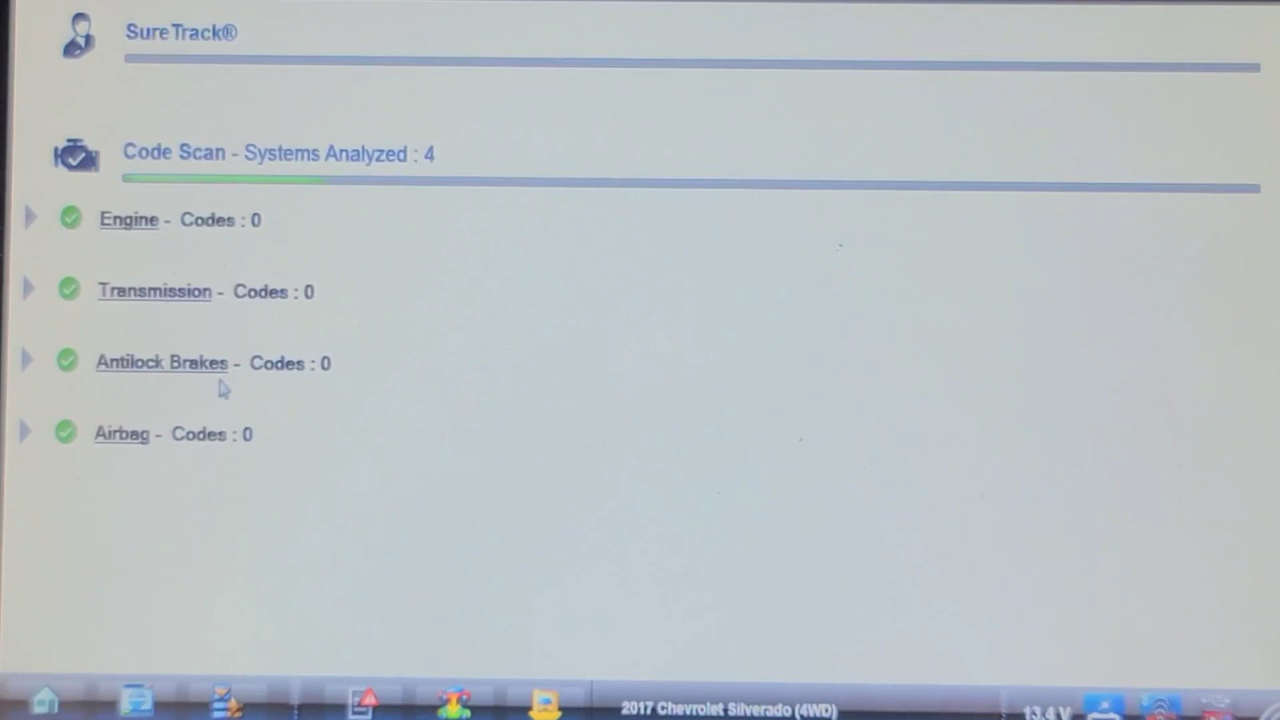 SureTrack®
Code Scan - Systems Analyzed : 4
Engine - Codes : 0
Transmission - Codes : 0
Antilock Brakes - Codes : 0
Airbag - Codes : 0
2017 Chevrolet Silverado (4WD)
13.4 V